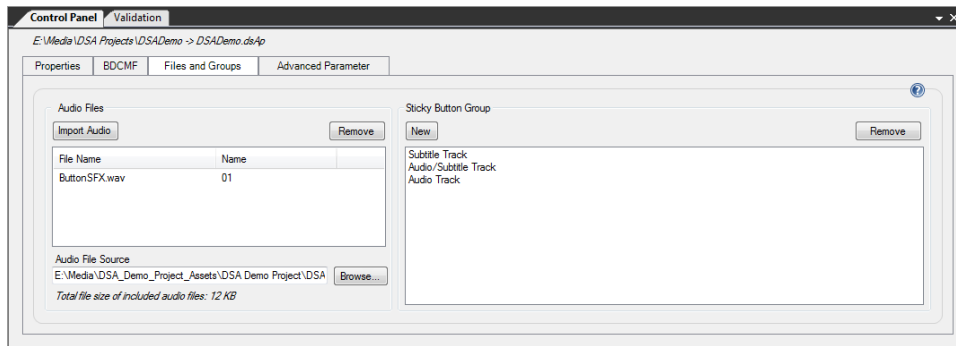 Control Panel Validation
E:\Media\DSA Projects\DSADemo -> DSADemo.dsAp
Properties BDCMF Files and Groups Advanced Parameter
Audio Files
Import Audio Remove
File Name Name
ButtonSFX.wav 01
Audio File Source
E:\Media\DSA_Demo_Project_Assets\DSA Demo Project\DSA Browse...
Total file size of included audio files: 12 KB
Sticky Button Group
New Remove
Subtitle Track
Audio/Subtitle Track
Audio Track